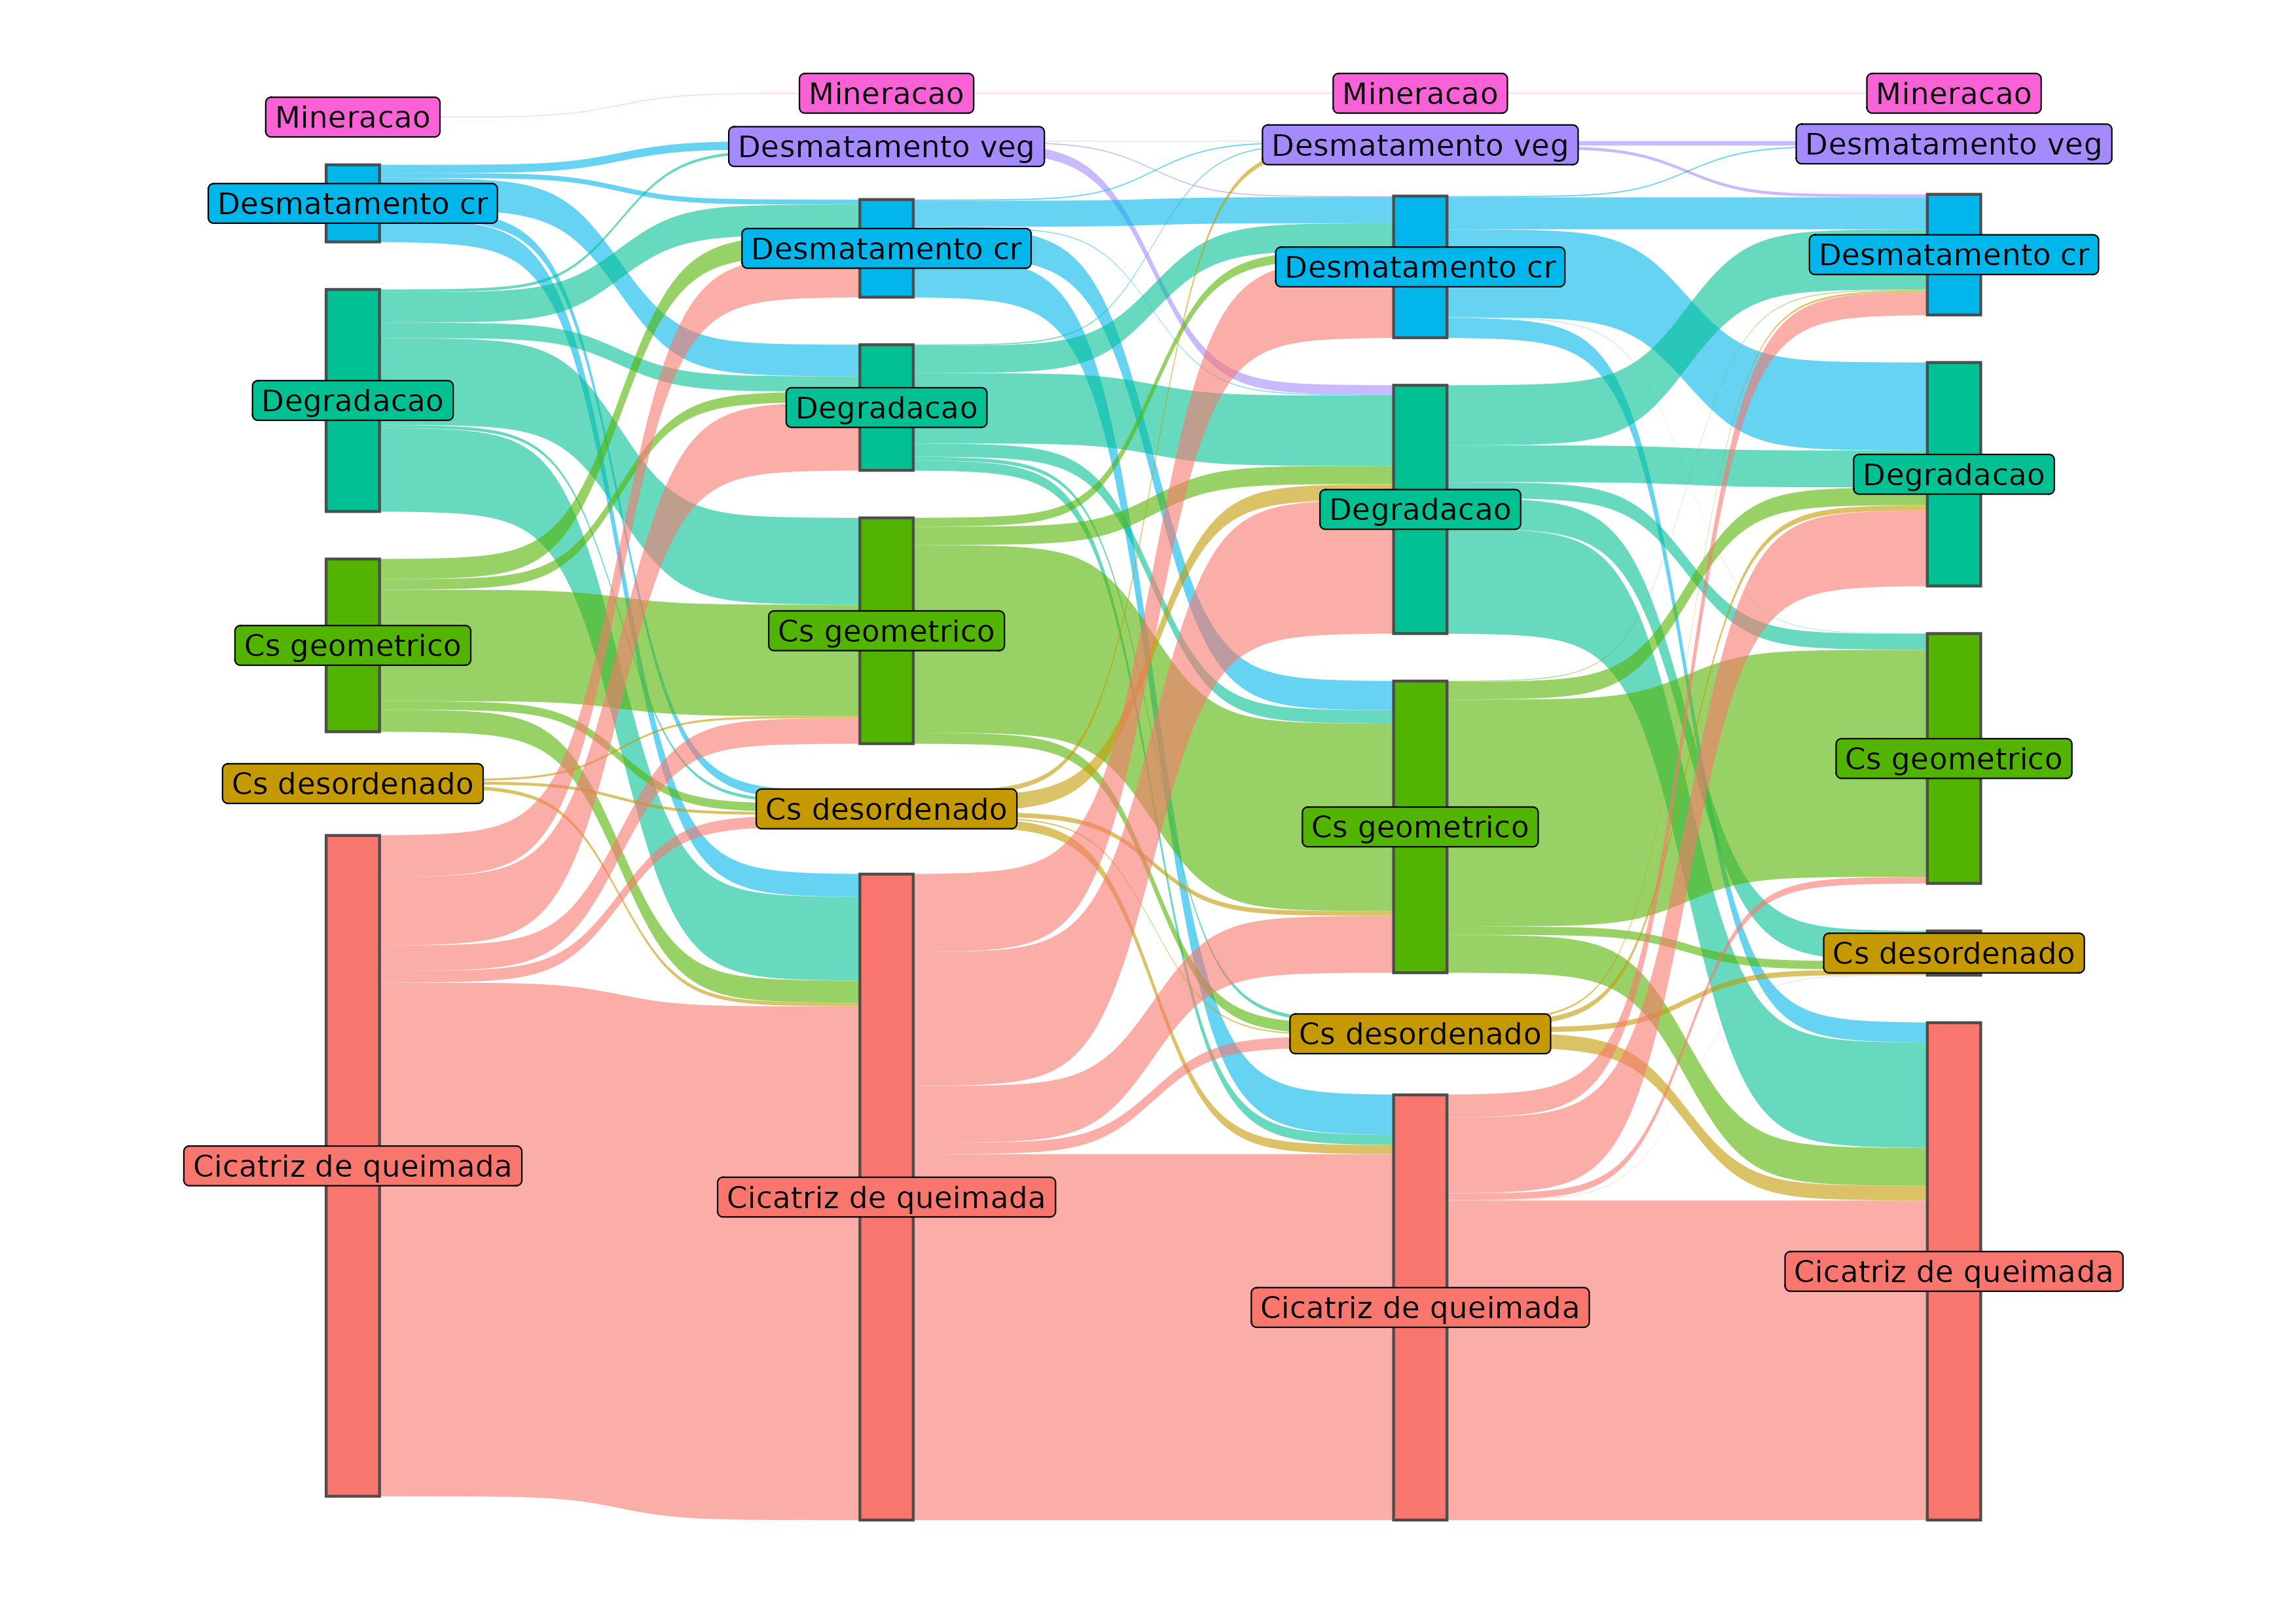 Mineracao
Desmatamento cr
Degradacao
Cs geometrico
Cs desordenado
Cicatriz de queimada
Mineracao
Desmatamento veg
Desmatamento cr
Degradacao
Cs geometrico
Cs desordenado
Cicatriz de queimada
Mineracao
Desmatamento veg
Desmatamento cr
Degradacao
Cs geometrico
Cs desordenado
Cicatriz de queimada
Mineracao
Desmatamento veg
Desmatamento cr
Degradacao
Cs geometrico
Cs desordenado
Cicatriz de queimada